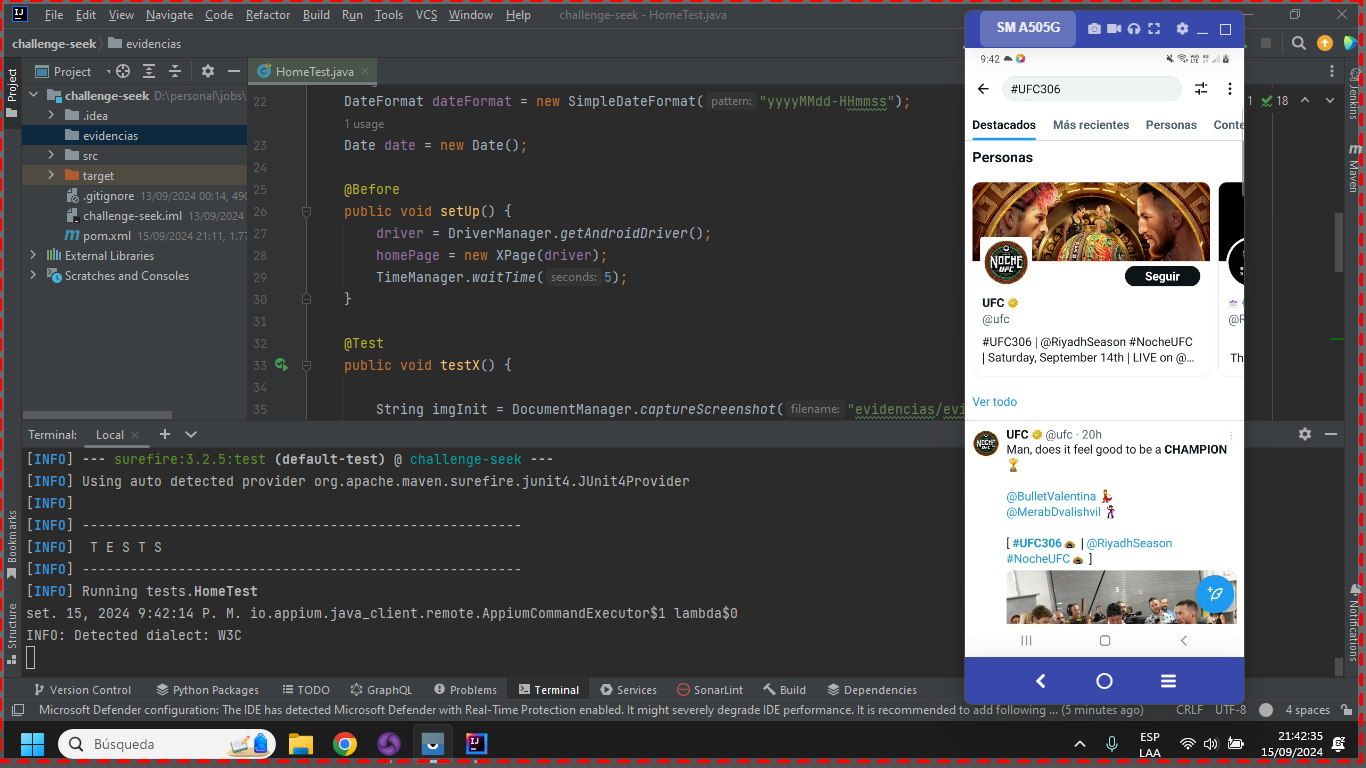 File Edit View Navigate Code Refactor Build Run Tools VCS Window Help challenge-seek - HomeTest.java
challenge-seek evidencias
Project
HomeTest.java
challenge-seek D:\personal\jobs\
.idea
evidencias
src
target
.gitignore 13/09/2024 00:14, 490
challenge-seek.iml 13/09/2024
pom.xml 15/09/2024 21:11, 1.77
External Libraries
Scratches and Consoles
Project
Bookmarks
Structure
22 DateFormat dateFormat = new SimpleDateFormat( pattern: "yyyyMMdd-HHmmss");
1 usage
23 Date date = new Date();
24
25 @Before
26 public void setUp() {
27 driver = DriverManager.getAndroidDriver();
28 homePage = new XPage(driver);
29 TimeManager.waitTime( seconds: 5);
30 }
31
32 @Test
33 public void testX() {
34
35 String imgInit = DocumentManager.captureScreenshot( filename: "evidencias/evi
1 18
Jenkins
Maven
Notifications
SM A505G
9:42
#UFC306
Destacados Más recientes Personas Conte
Personas
NOCHE
UFC
Seguir
UFC
@ufc
#UFC306 | @RiyadhSeason #NocheUFC
| Saturday, September 14th | LIVE on @...
@R
Th
Ver todo
UFC @ufc · 20h
Man, does it feel good to be a CHAMPION
🏆
@BulletValentina 💃
@MerabDvalishvil 🕺
[ #UFC306 | @RiyadhSeason
#NocheUFC ]
Terminal: Local
[INFO] --- surefire:3.2.5:test (default-test) @ challenge-seek ---
[INFO] Using auto detected provider org.apache.maven.surefire.junit4.JUnit4Provider
[INFO]
[INFO] -------------------------------------------------------
[INFO] T E S T S
[INFO] -------------------------------------------------------
[INFO] Running tests.HomeTest
set. 15, 2024 9:42:14 P. M. io.appium.java_client.remote.AppiumCommandExecutor$1 lambda$0
INFO: Detected dialect: W3C
Version Control Python Packages TODO GraphQL Problems Terminal Services SonarLint Build Dependencies
Microsoft Defender configuration: The IDE has detected Microsoft Defender with Real-Time Protection enabled. It might severely degrade IDE performance. It is recommended to add following ... (5 minutes ago) CRLF UTF-8 4 spaces
Búsqueda
ESP
LAA
21:42:35
15/09/2024